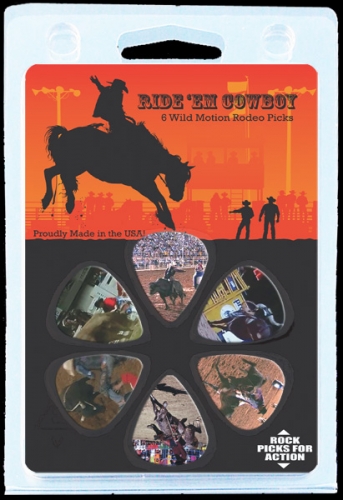 RIDE 'EM COWBOY
6 Wild Motion Rodeo Picks
Proudly Made in the USA!
ROCK
PICKS FOR
ACTION